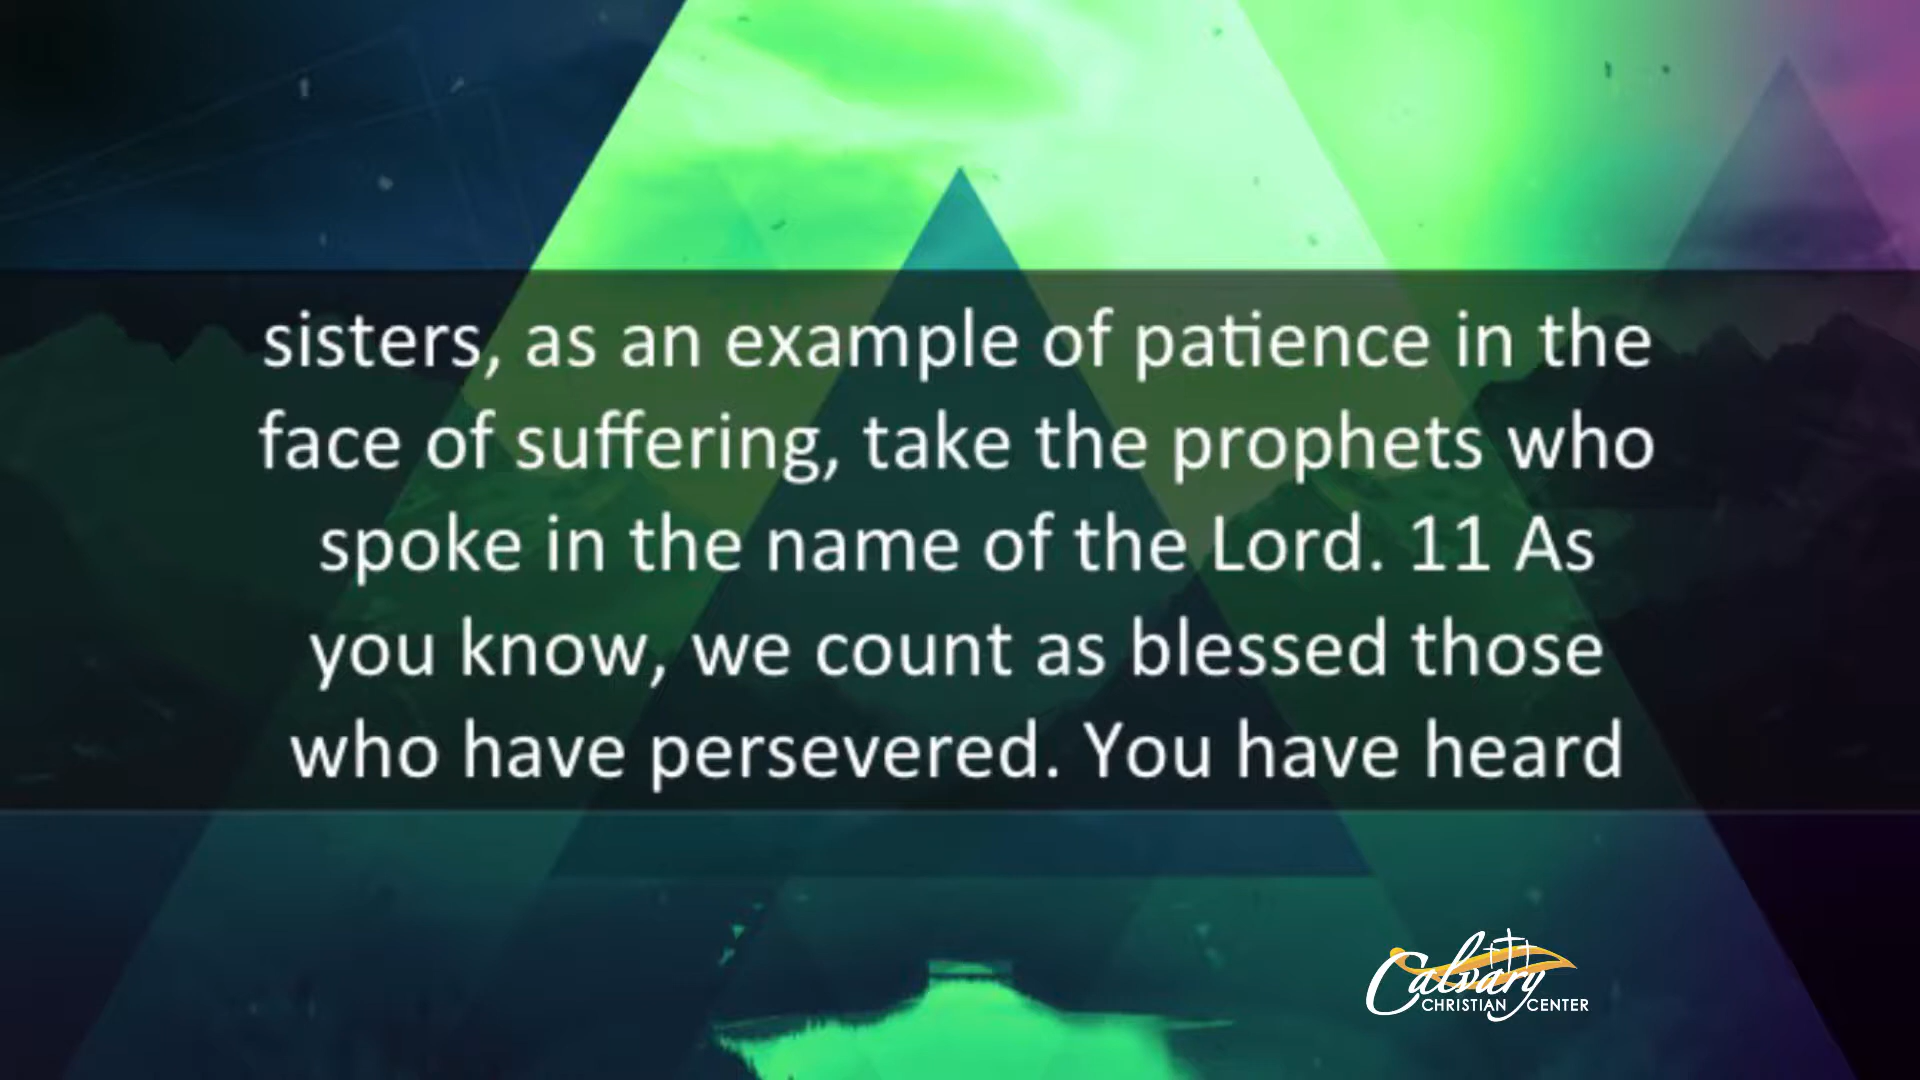 sisters, as an example of patience in the
face of suffering, take the prophets who
spoke in the name of the Lord. 11 As
you know, we count as blessed those
who have persevered. You have heard
Calvary
CHRISTIAN CENTER